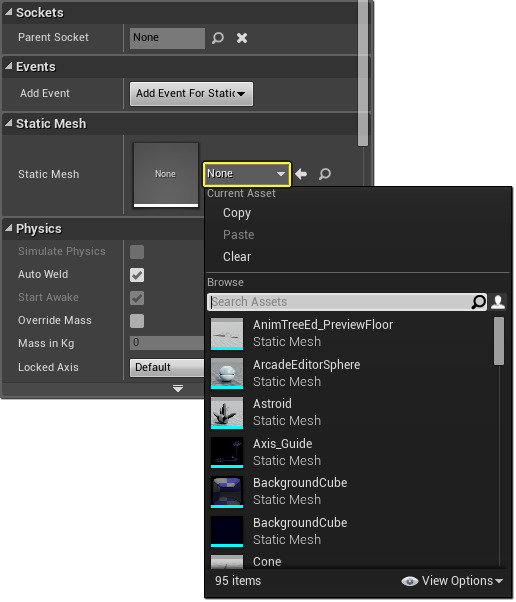 Sockets
Parent Socket
None
Events
Add Event
Add Event For Static
Static Mesh
Static Mesh
None
None
Current Asset
Copy
Paste
Clear
Browse
Search Assets
AnimTreeEd_PreviewFloor
Static Mesh
ArcadeEditorSphere
Static Mesh
Astroid
Static Mesh
Axis_Guide
Static Mesh
BackgroundCube
Static Mesh
BackgroundCube
Static Mesh
Cone
95 items
View Options
Physics
Simulate Physics
Auto Weld
Start Awake
Override Mass
Mass in Kg
0
Locked Axis
Default